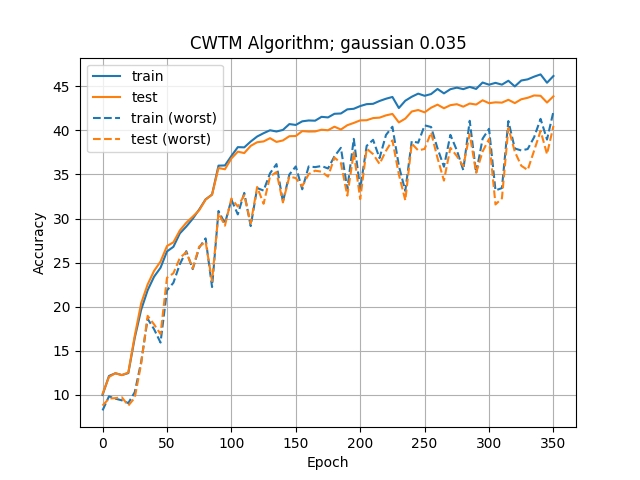 CWTM Algorithm; gaussian 0.035
train
test
train (worst)
test (worst)
Accuracy
45
40
35
30
25
20
15
10
0 50 100 150 200 250 300 350
Epoch